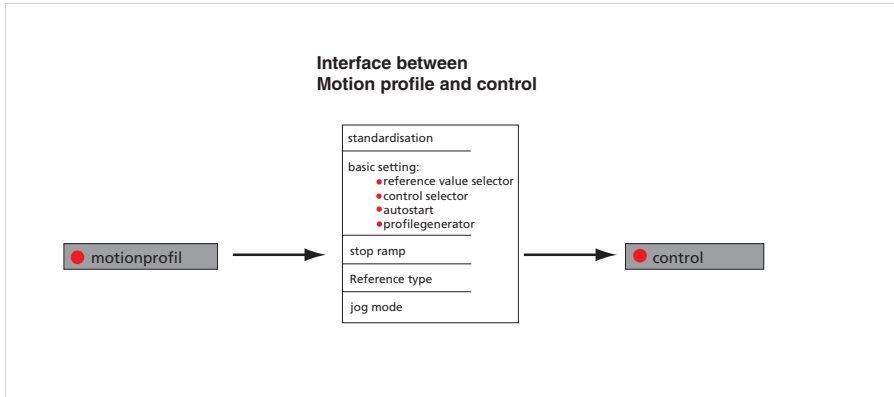 Interface between
Motion profile and control
standardisation
basic setting:
reference value selector
control selector
autostart
profilegenerator
motionprofil
stop ramp
control
Reference type
jog mode